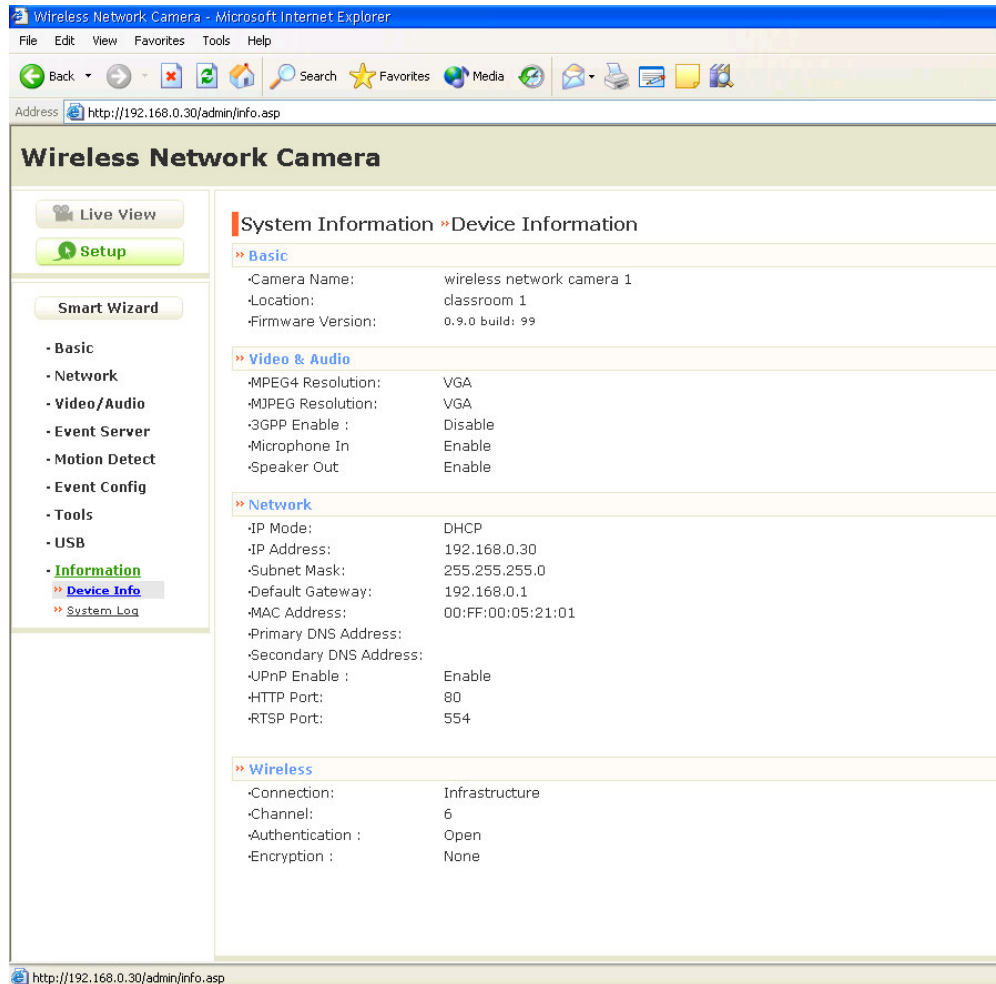 Wireless Network Camera - Microsoft Internet Explorer
File Edit View Favorites Tools Help
Back Search Favorites Media
Address http://192.168.0.30/admin/info.asp
Wireless Network Camera
Live View
Setup
Smart Wizard
· Basic
· Network
· Video/Audio
· Event Server
· Motion Detect
· Event Config
· Tools
· USB
· Information
» Device Info
» System Log
System Information »Device Information
» Basic
·Camera Name: wireless network camera 1
·Location: classroom 1
·Firmware Version: 0.9.0 build: 99
» Video & Audio
·MPEG4 Resolution: VGA
·MJPEG Resolution: VGA
·3GPP Enable : Disable
·Microphone In Enable
·Speaker Out Enable
» Network
·IP Mode: DHCP
·IP Address: 192.168.0.30
·Subnet Mask: 255.255.255.0
·Default Gateway: 192.168.0.1
·MAC Address: 00:FF:00:05:21:01
·Primary DNS Address:
·Secondary DNS Address:
·UPnP Enable : Enable
·HTTP Port: 80
·RTSP Port: 554
» Wireless
·Connection: Infrastructure
·Channel: 6
·Authentication : Open
·Encryption : None
http://192.168.0.30/admin/info.asp